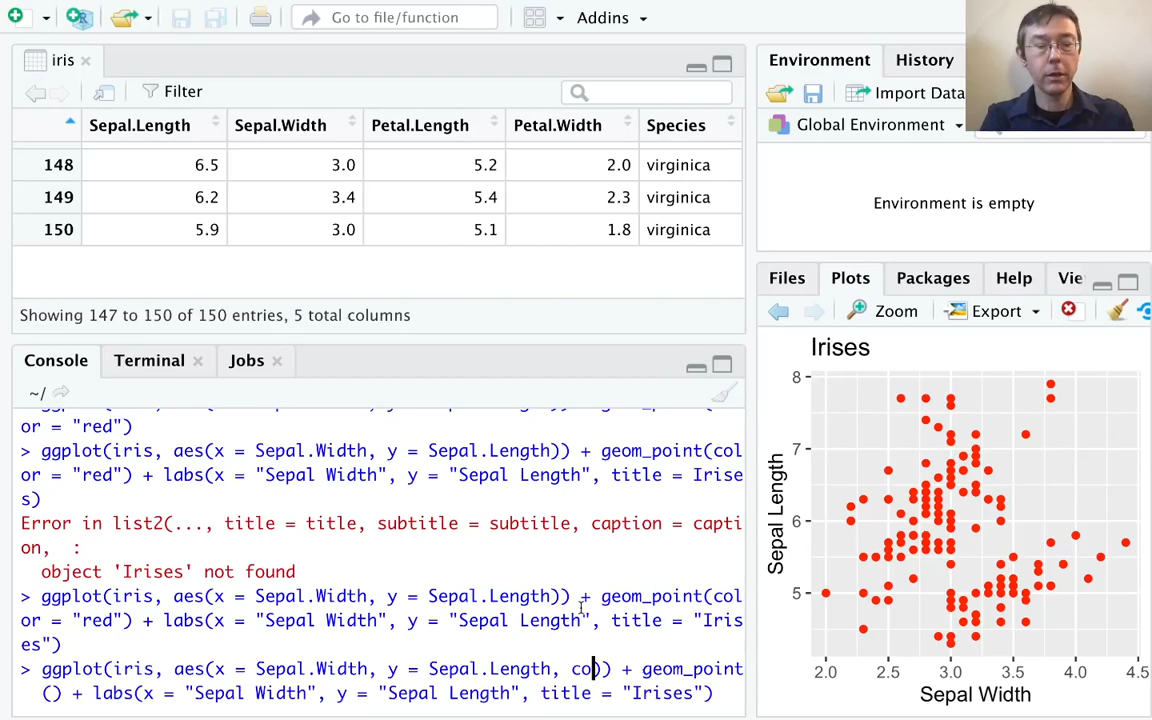 Go to file/function
Addins
iris
Filter
Sepal.Length Sepal.Width Petal.Length Petal.Width Species
148 6.5 3.0 5.2 2.0 virginica
149 6.2 3.4 5.4 2.3 virginica
150 5.9 3.0 5.1 1.8 virginica
Showing 147 to 150 of 150 entries, 5 total columns
Console Terminal Jobs
~/
or = "red")
> ggplot(iris, aes(x = Sepal.Width, y = Sepal.Length)) + geom_point(col
or = "red") + labs(x = "Sepal Width", y = "Sepal Length", title = Irise
s)
Error in list2(..., title = title, subtitle = subtitle, caption = capti
on,  :
  object 'Irises' not found
> ggplot(iris, aes(x = Sepal.Width, y = Sepal.Length)) + geom_point(col
or = "red") + labs(x = "Sepal Width", y = "Sepal Length", title = "Iris
es")
> ggplot(iris, aes(x = Sepal.Width, y = Sepal.Length, co)) + geom_point
() + labs(x = "Sepal Width", y = "Sepal Length", title = "Irises")
Environment History
Import Data
Global Environment
Environment is empty
Files Plots Packages Help Vie
Zoom Export
Irises
8
7
6
5
Sepal Length
2.0 2.5 3.0 3.5 4.0 4.5
Sepal Width